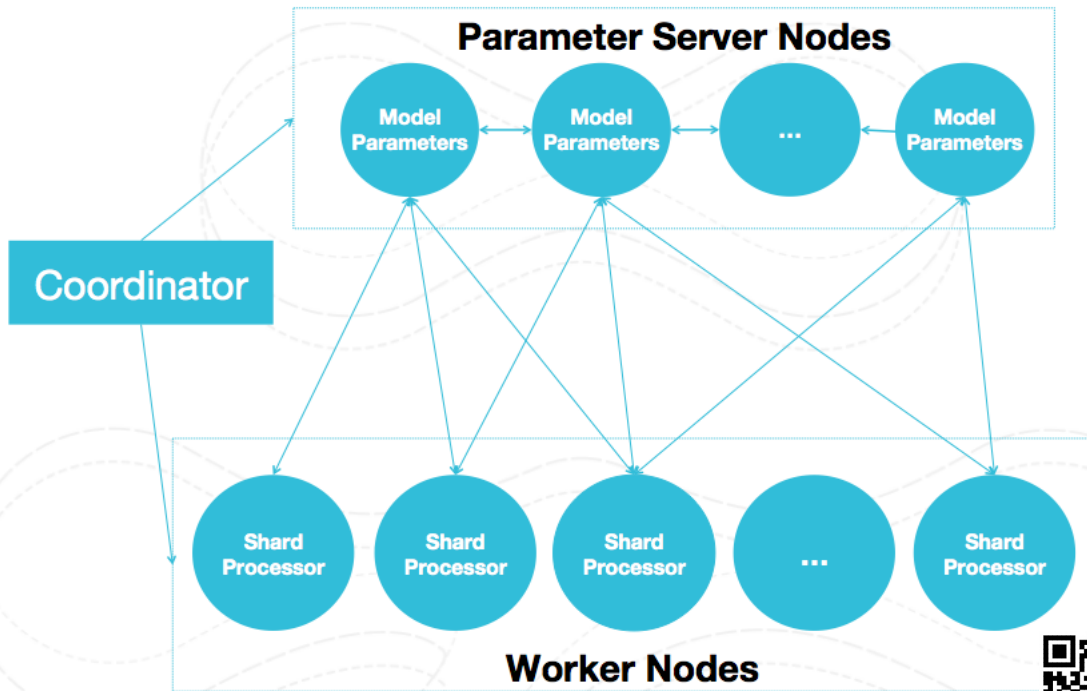 Parameter Server Nodes
Model
Parameters
Model
Parameters
...
Model
Parameters
Coordinator
Shard
Processor
Shard
Processor
Shard
Processor
...
Shard
Processor
Worker Nodes